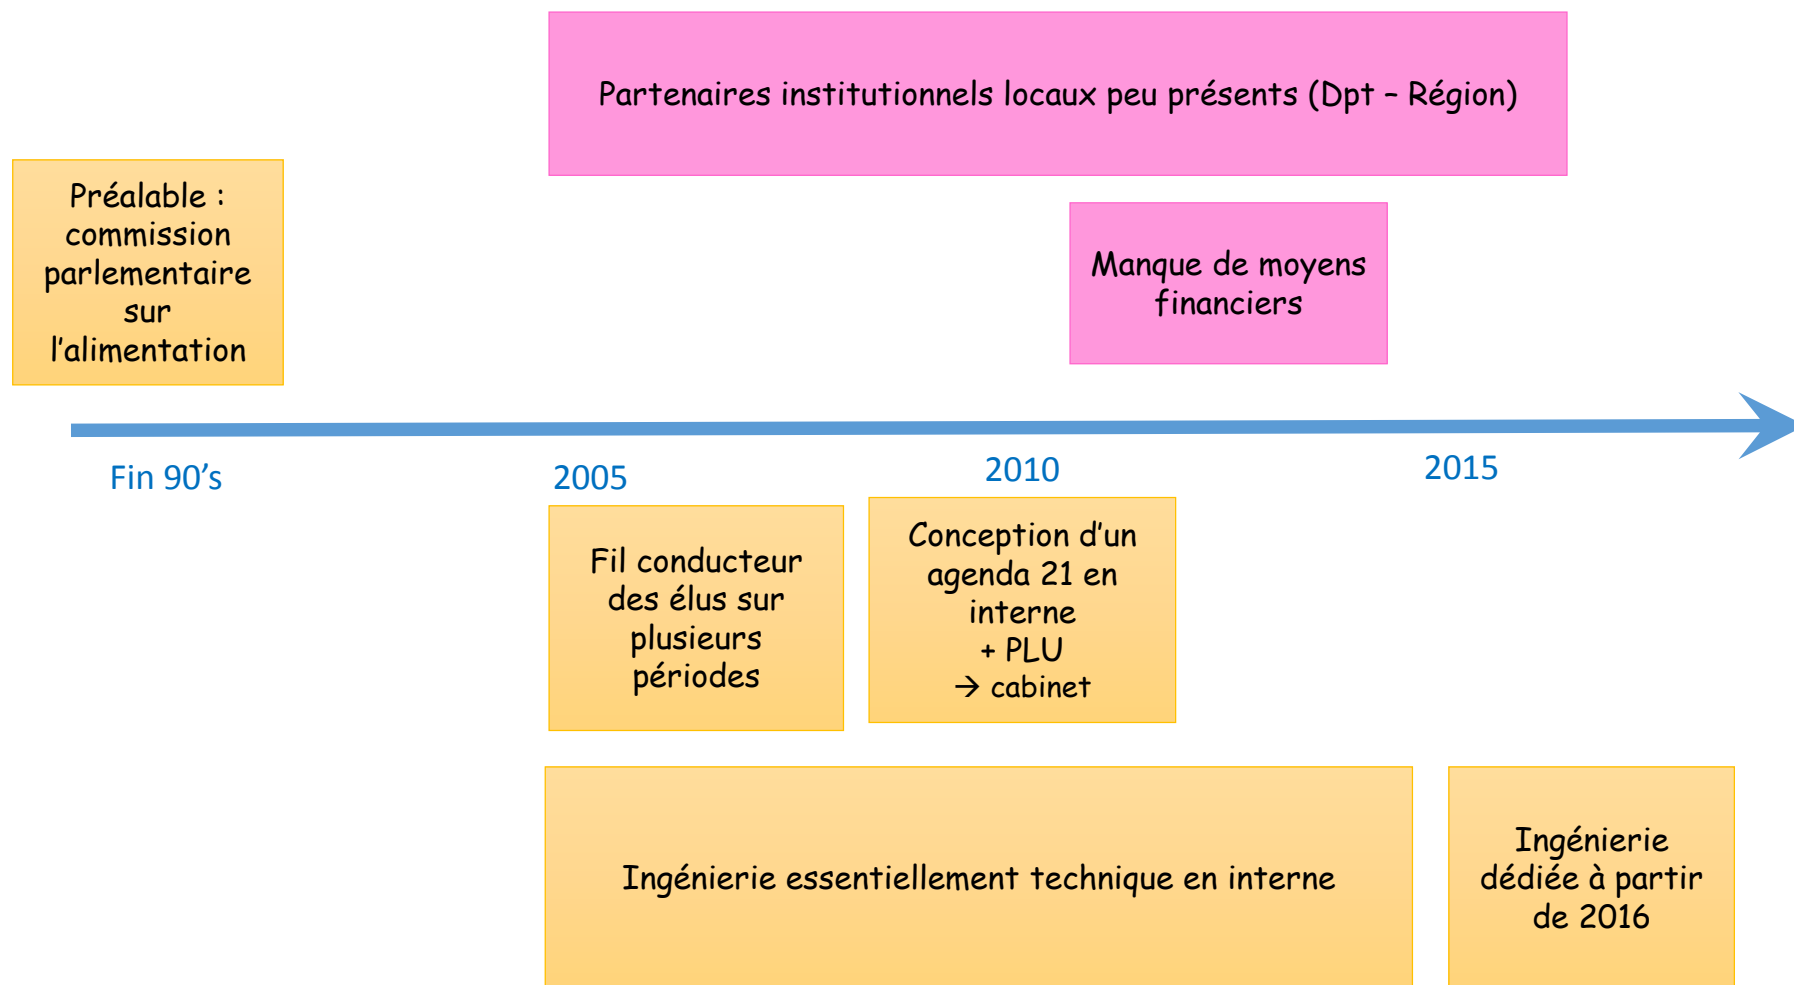 Partenaires institutionnels locaux peu présents (Dpt – Région)
Préalable :
commission
parlementaire
sur
l’alimentation
Manque de moyens
financiers
Fin 90’s
2005
2010
2015
Fil conducteur
des élus sur
plusieurs
périodes
Conception d’un
agenda 21 en
interne
+ PLU
→ cabinet
Ingénierie essentiellement technique en interne
Ingénierie
dédiée à partir
de 2016